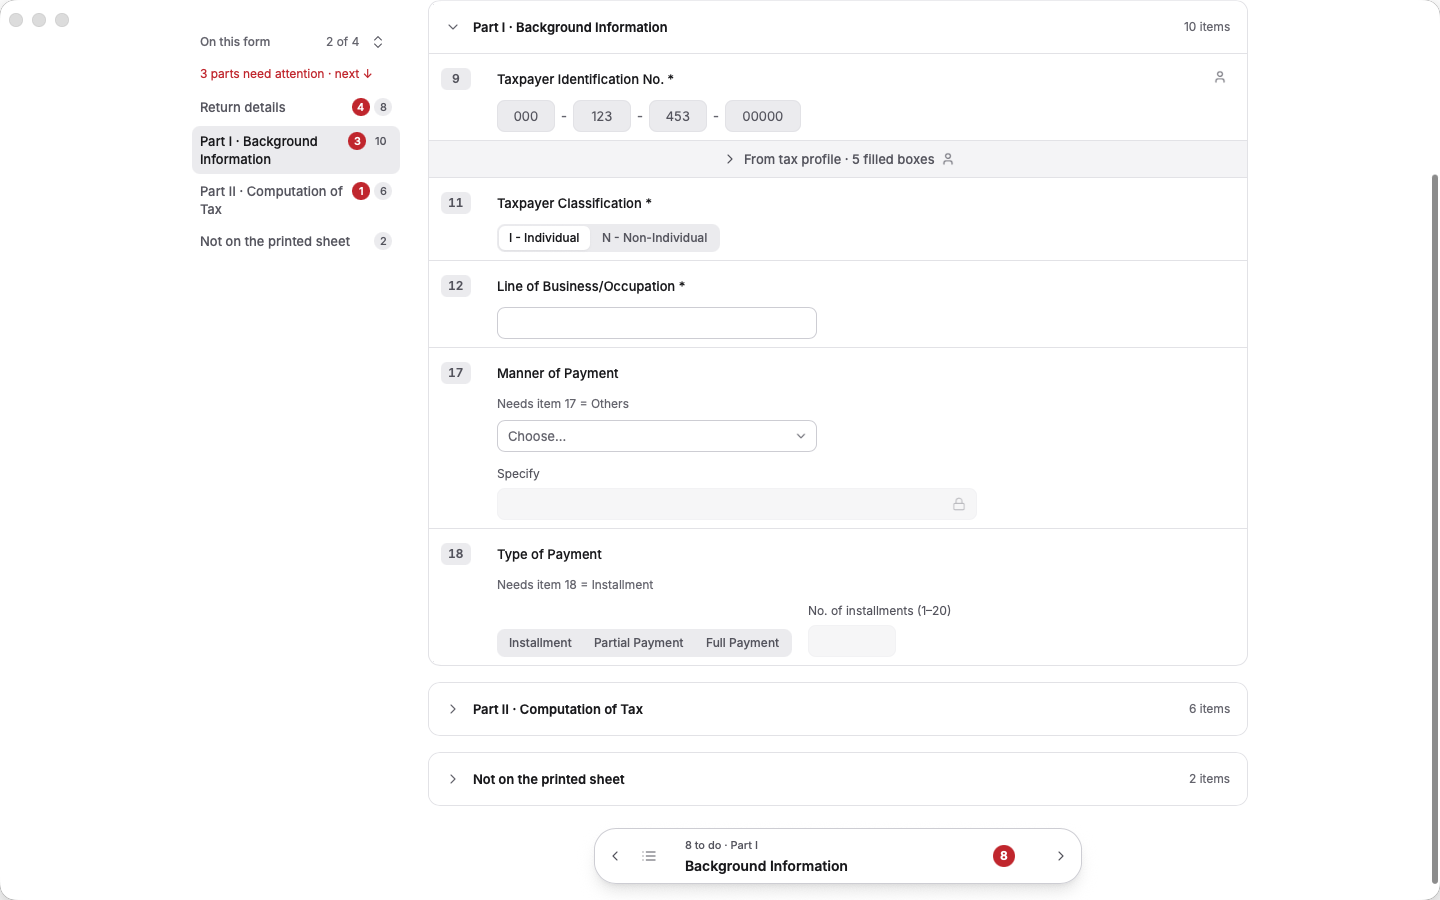 On this form
2 of 4
3 parts need attention · next ↓
Return details
4
8
Part I · Background Information
3
10
Part II · Computation of Tax
1
6
Not on the printed sheet
2
Part I · Background Information
10 items
9
Taxpayer Identification No. *
000 - 123 - 453 - 00000
From tax profile · 5 filled boxes
11
Taxpayer Classification *
I - Individual
N - Non-Individual
12
Line of Business/Occupation *
17
Manner of Payment
Needs item 17 = Others
Choose...
Specify
18
Type of Payment
Needs item 18 = Installment
No. of installments (1–20)
Installment
Partial Payment
Full Payment
Part II · Computation of Tax
6 items
Not on the printed sheet
2 items
8 to do · Part I
Background Information
8